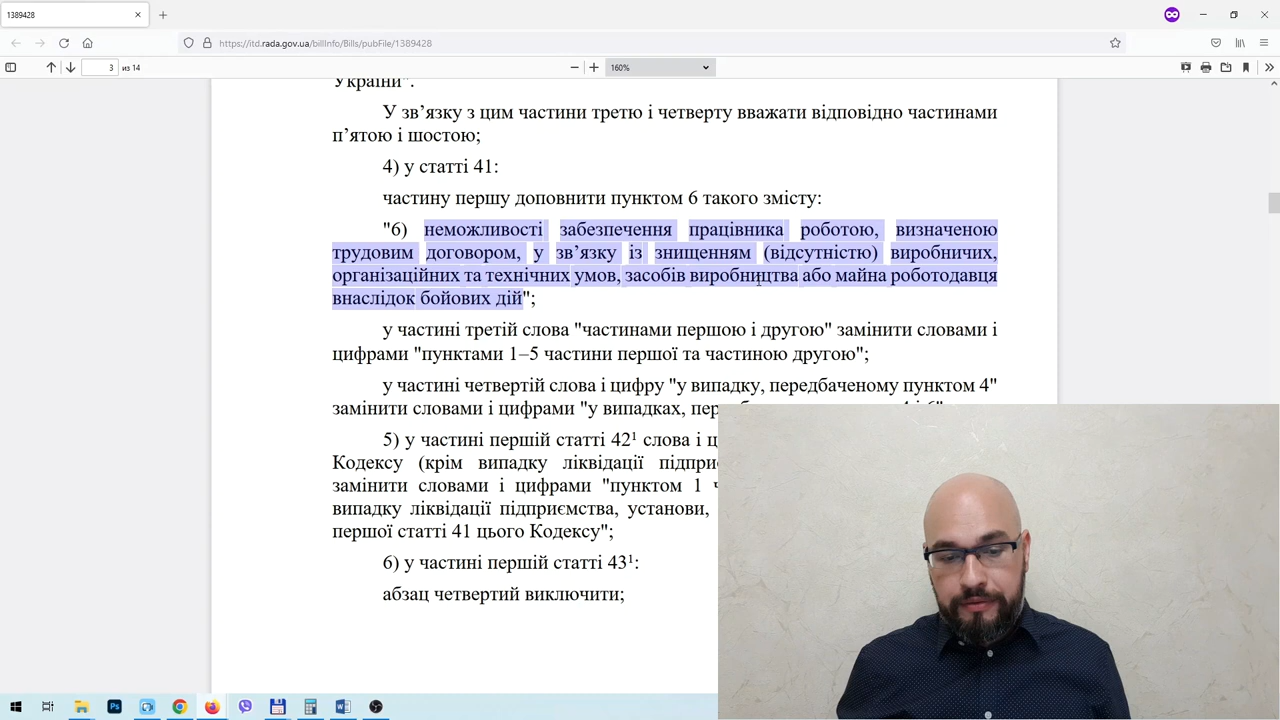 1389428
https://itd.rada.gov.ua/billInfo/Bills/pubFile/1389428
3 из 14
160%
України".
У зв’язку з цим частини третю і четверту вважати відповідно частинами
п’ятою і шостою;
4) у статті 41:
частину першу доповнити пунктом 6 такого змісту:
"6) неможливості забезпечення працівника роботою, визначеною
трудовим договором, у зв’язку із знищенням (відсутністю) виробничих,
організаційних та технічних умов, засобів виробництва або майна роботодавця
внаслідок бойових дій";
у частині третій слова "частинами першою і другою" замінити словами і
цифрами "пунктами 1–5 частини першої та частиною другою";
у частині четвертій слова і цифру "у випадку, передбаченому пунктом 4"
замінити словами і цифрами "у випадках,
5) у частині першій статті 42¹ слова і
Кодексу (крім випадку ліквідації
замінити словами і цифрами "пунктом 1
випадку ліквідації підприємства, установи,
першої статті 41 цього Кодексу";
6) у частині першій статті 43¹:
абзац четвертий виключити;
Ps
W